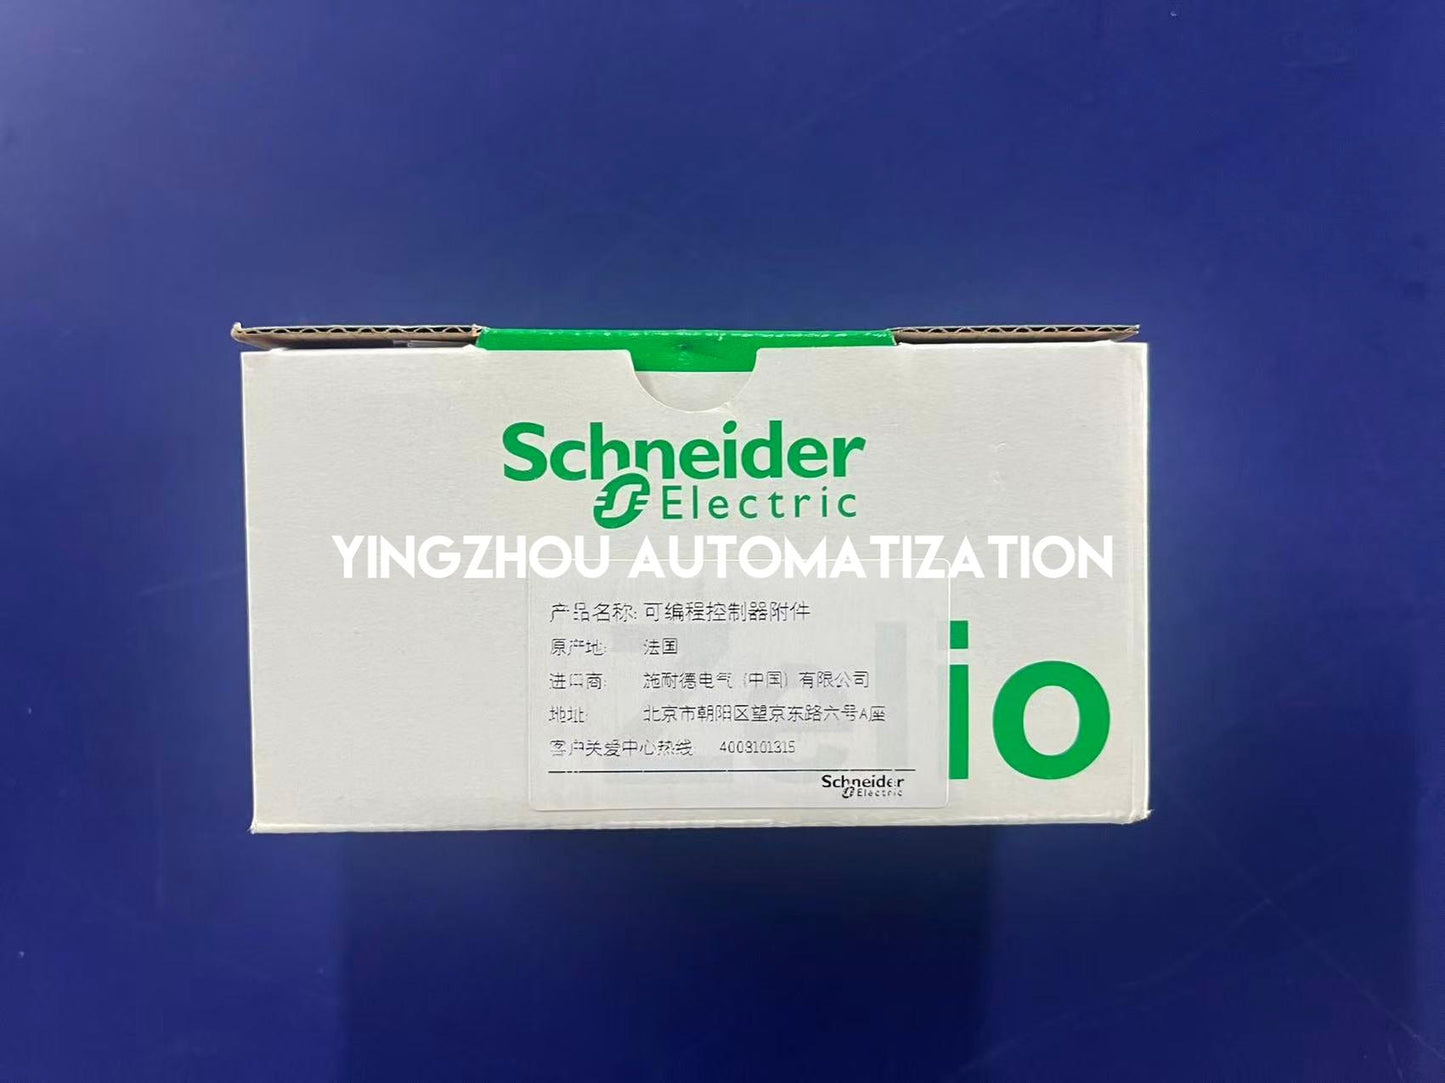 Schneider
Electric
YINGZHOU AUTOMATIZATION
产品名称: 可编程控制器附件
原产地: 法国
进口商: 施耐德电气 (中国) 有限公司
地址: 北京市朝阳区望京东路六号A座
客户关爱中心热线 4008101315
Schneider
Electric
lio